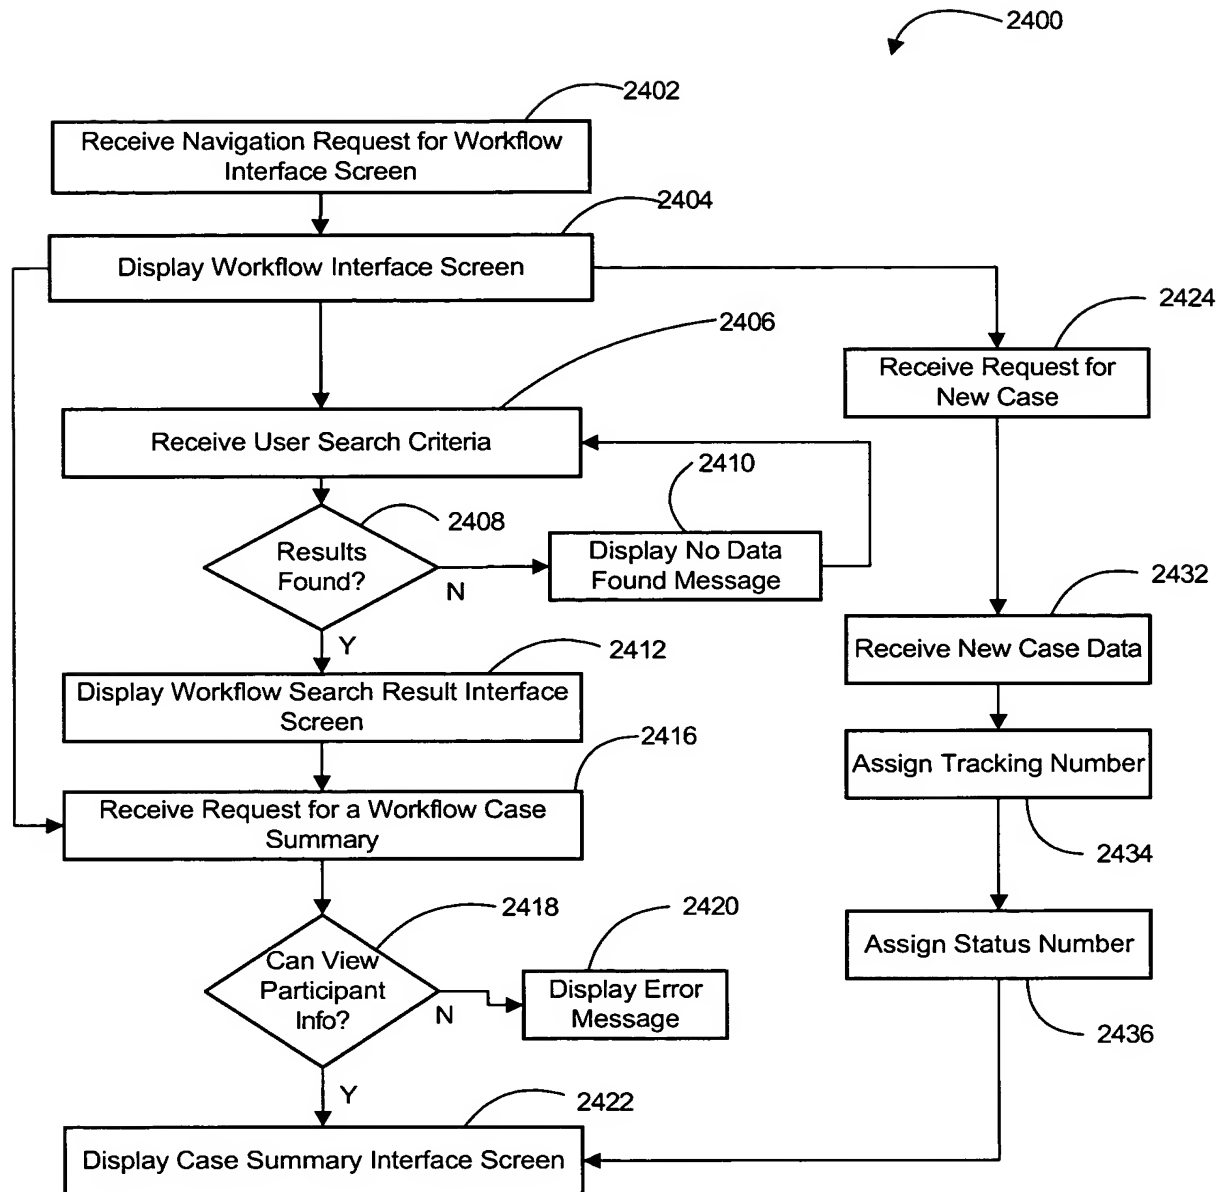 2400
2402
Receive Navigation Request for Workflow
Interface Screen
2404
Display Workflow Interface Screen
2424
2406
Receive Request for
New Case
Receive User Search Criteria
2410
2408
Results
Found?
N
Display No Data
Found Message
2432
Y
Receive New Case Data
2412
Display Workflow Search Result Interface
Screen
2416
Assign Tracking Number
Receive Request for a Workflow Case
Summary
2434
2418
2420
Assign Status Number
Can View
Participant
Info?
N
Display Error
Message
2436
Y
2422
Display Case Summary Interface Screen